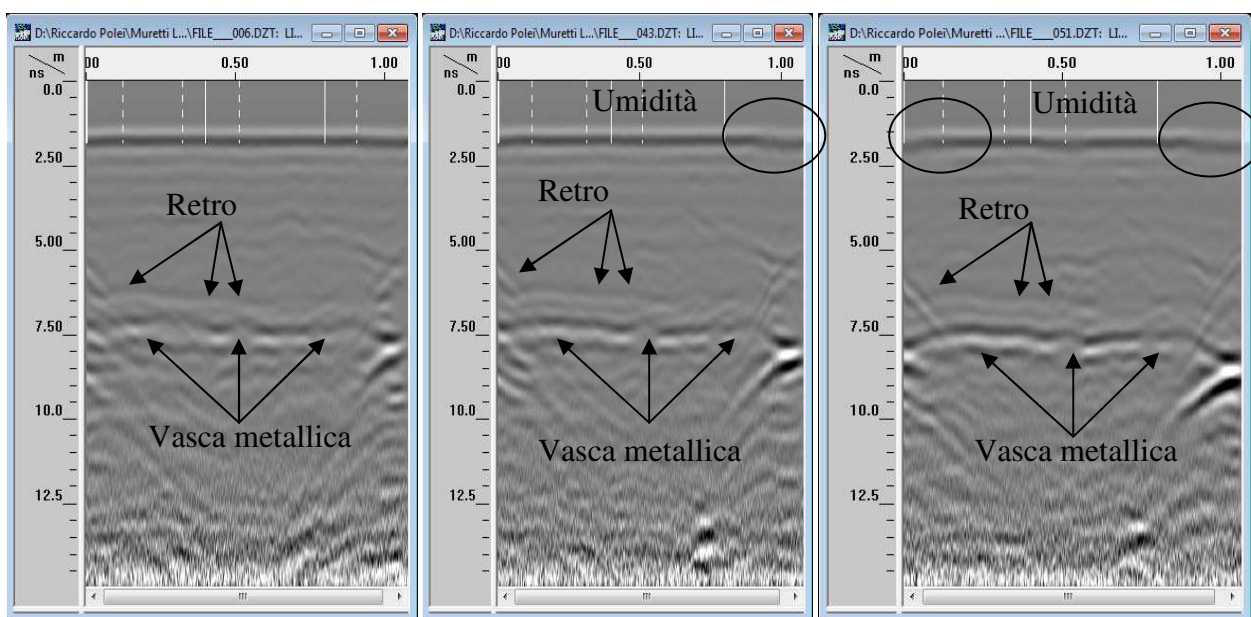 D:\Riccardo Polei\Muretti L...\FILE___006.DZT: LI...
m
ns
00 0.50 1.00
0.0
2.50
5.00
7.50
10.0
12.5
Retro
Vasca metallica
D:\Riccardo Polei\Muretti L...\FILE___043.DZT: LI...
m
ns
00 0.50 1.00
0.0
2.50
5.00
7.50
10.0
12.5
Umidità
Retro
Vasca metallica
D:\Riccardo Polei\Muretti ...\FILE___051.DZT: LI...
m
ns
00 0.50 1.00
0.0
2.50
5.00
7.50
10.0
12.5
Umidità
Retro
Vasca metallica